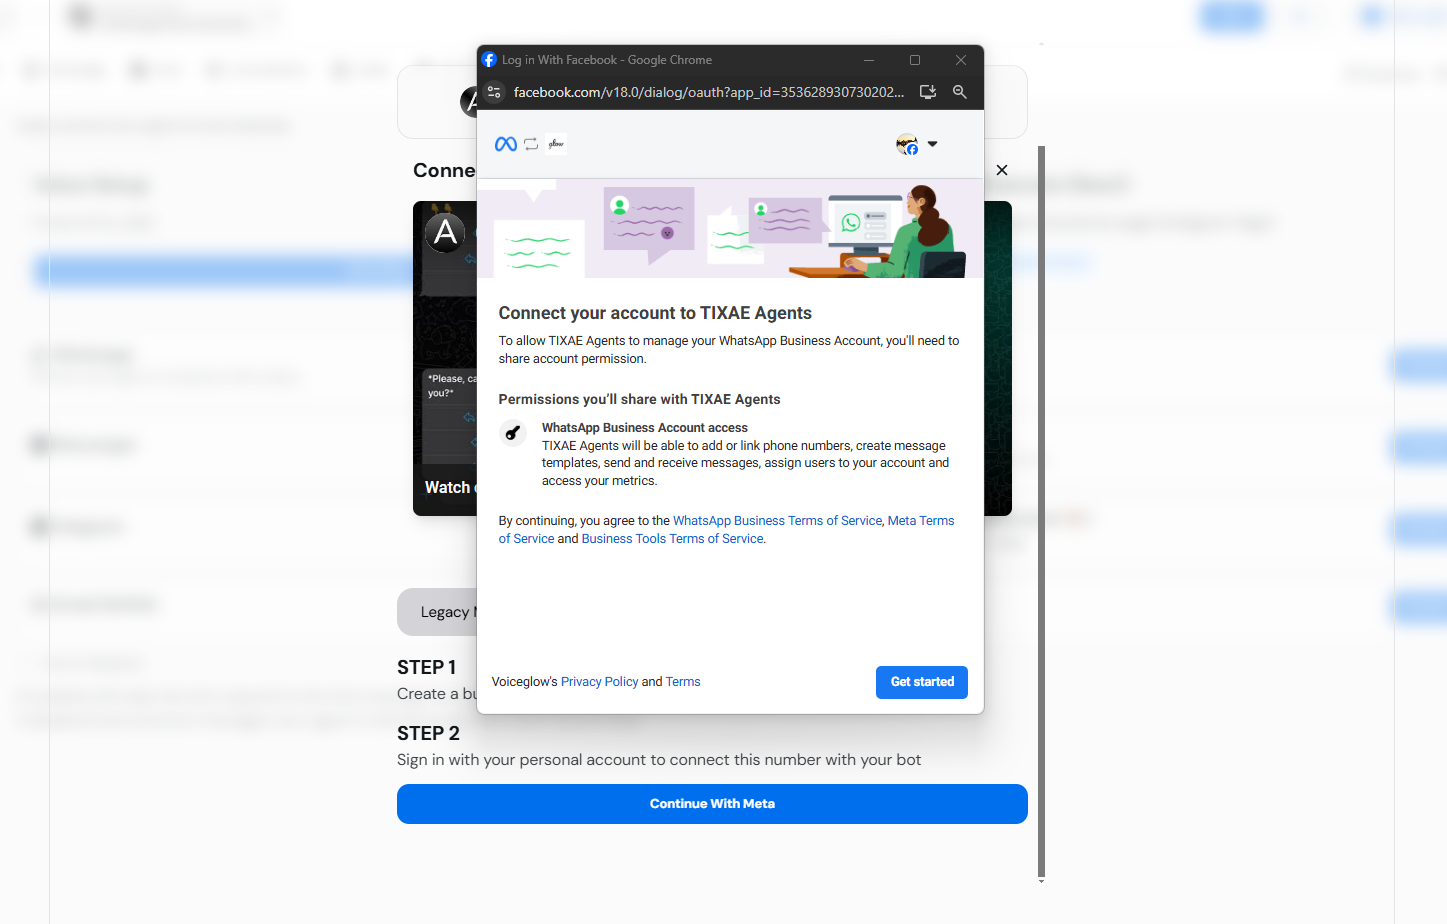 Log in With Facebook - Google Chrome
facebook.com/v18.0/dialog/oauth?app_id=353628930730202...
glow
Conne
A
A
Connect your account to TIXAE Agents
To allow TIXAE Agents to manage your WhatsApp Business Account, you'll need to
share account permission.
*Please, ca
you?*
Permissions you'll share with TIXAE Agents
WhatsApp Business Account access
TIXAE Agents will be able to add or link phone numbers, create message
templates, send and receive messages, assign users to your account and
access your metrics.
Watch
By continuing, you agree to the WhatsApp Business Terms of Service, Meta Terms
of Service and Business Tools Terms of Service.
Legacy
STEP 1
Create a bu
Voiceglow's Privacy Policy and Terms
Get started
STEP 2
Sign in with your personal account to connect this number with your bot
Continue With Meta